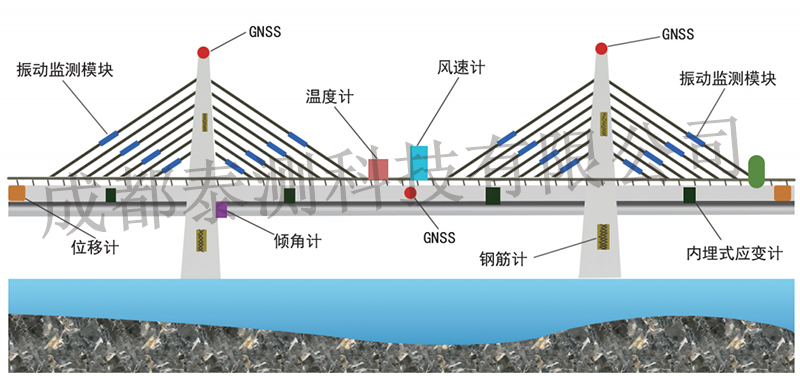 GNSS
GNSS
振动监测模块
温度计
风速计
振动监测模块
成都泰测科技有限公司
位移计
倾角计
GNSS
钢筋计
内埋式应变计